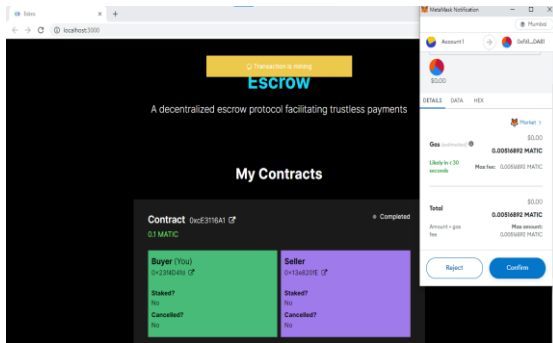 Extro
localhost:3000
Transaction is mining
Escrow
A decentralized escrow protocol facilitating trustless payments
My Contracts
Contract 0xcE3116A1
Completed
0.1 MATIC
Buyer (You)
Staked?
No
Cancelled?
No
Seller
Staked?
No
Cancelled?
No
MetaMask Notification
Mumbai
Account 1
$0.00
DETAILS DATA HEX
Market >
Gas (estimated)
$0.00
0.00516892 MATIC
Likely in < 30
seconds
Max fee: 0.00516892 MATIC
Total
$0.00
0.00516892 MATIC
Amount + gas
fee
Max amount:
0.00516892 MATIC
Reject
Confirm